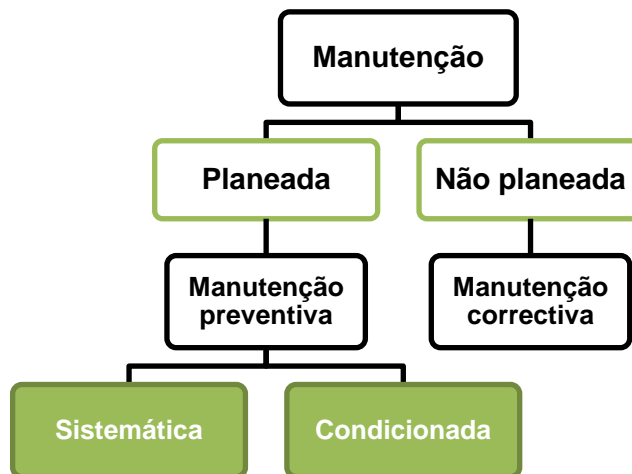 Manutenção
Planeada
Não planeada
Manutenção
preventiva
Manutenção
correctiva
Sistemática
Condicionada